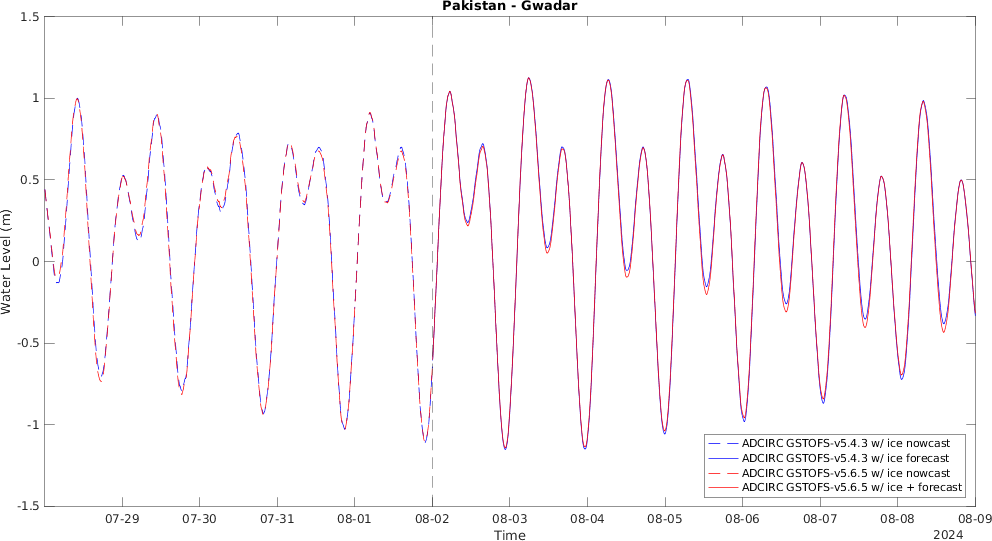 Pakistan - Gwadar
1.5
1
0.5
0
-0.5
-1
-1.5
Water Level (m)
ADCIRC GSTOFS-v5.4.3 w/ ice nowcast
ADCIRC GSTOFS-v5.4.3 w/ ice forecast
ADCIRC GSTOFS-v5.6.5 w/ ice nowcast
ADCIRC GSTOFS-v5.6.5 w/ ice + forecast
07-29 07-30 07-31 08-01 08-02 08-03 08-04 08-05 08-06 08-07 08-08 08-09
Time
2024